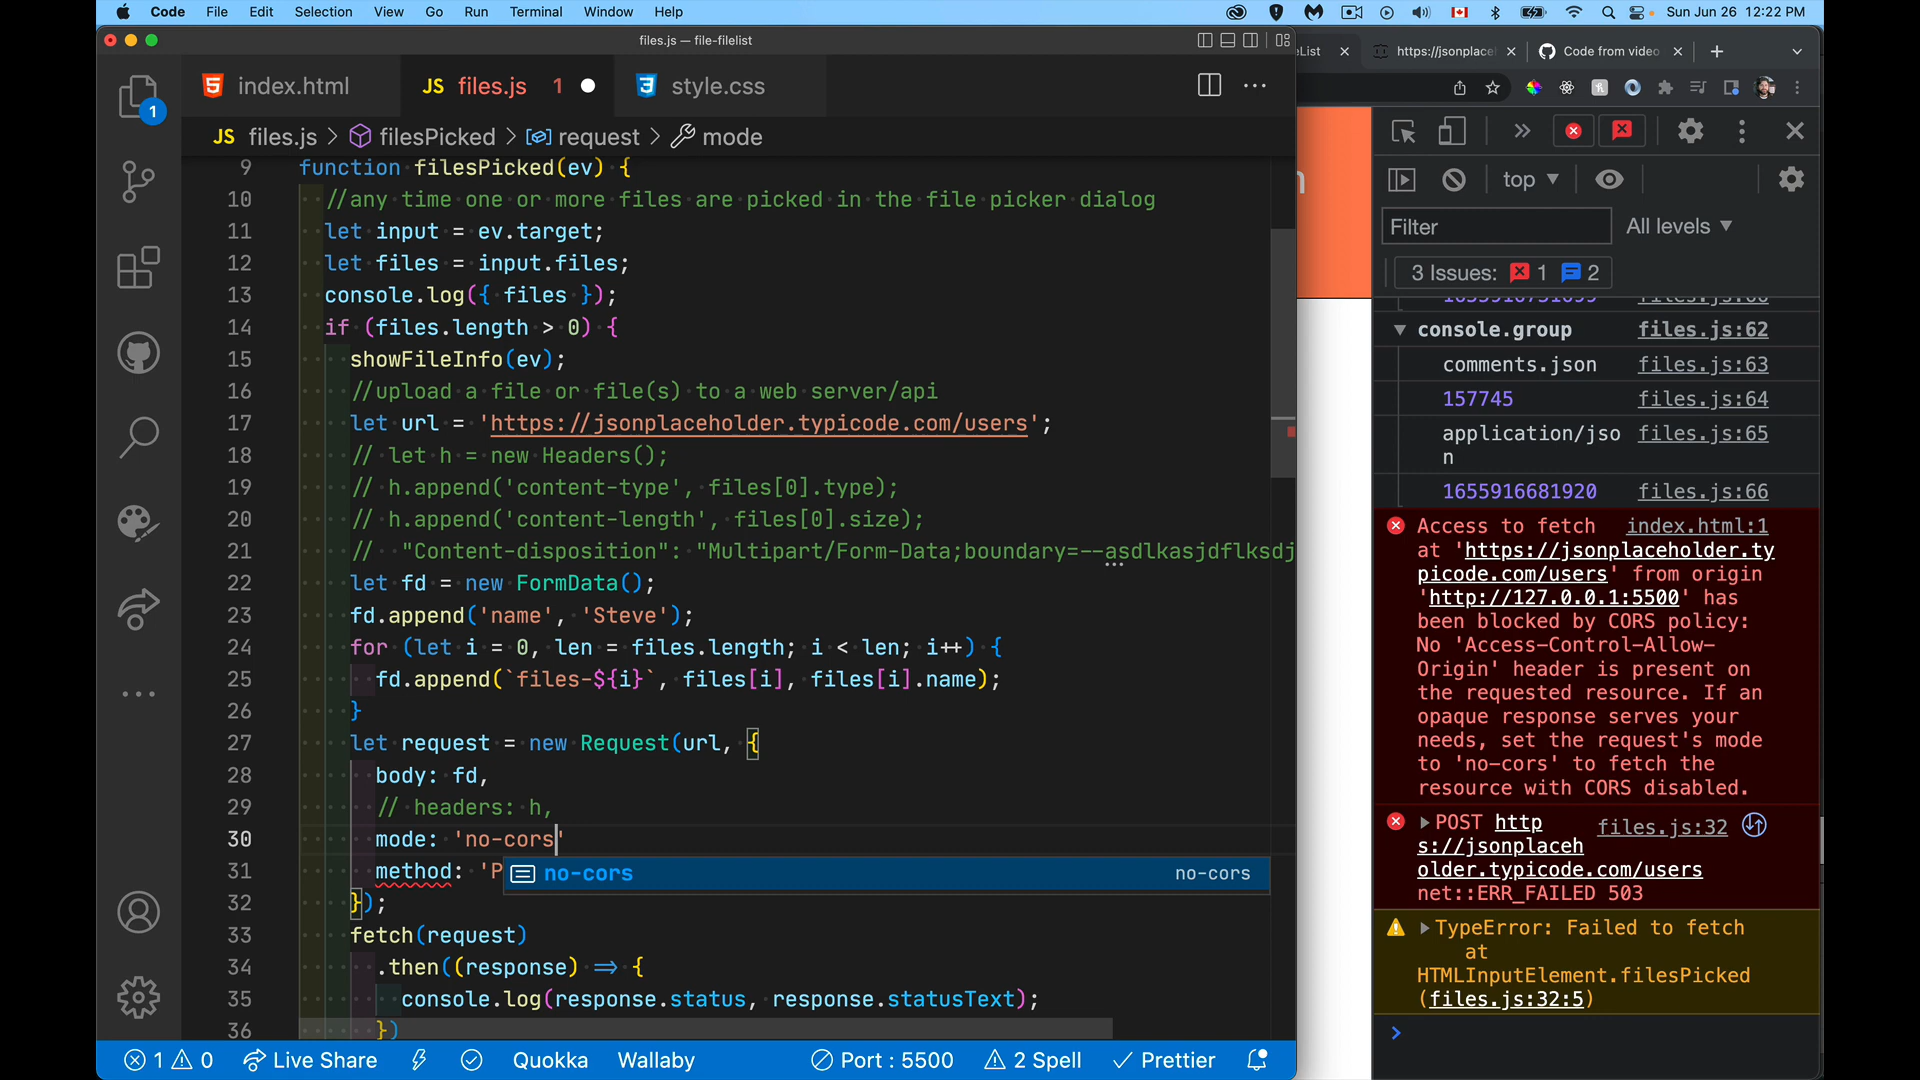 Code File Edit Selection View Go Run Terminal Window Help Sun Jun 26 12:22 PM
files.js — file-filelist
List https://jsonplace Code from video
1
index.html JS files.js 1 style.css
JS files.js > filesPicked > request > mode
9 function filesPicked(ev) {
10 //any time one or more files are picked in the file picker dialog
11 let input = ev.target;
12 let files = input.files;
13 console.log({ files });
14 if (files.length > 0) {
15 showFileInfo(ev);
16 //upload a file or file(s) to a web server/api
17 let url = 'https://jsonplaceholder.typicode.com/users';
18 // let h = new Headers();
19 // h.append('content-type', files[0].type);
20 // h.append('content-length', files[0].size);
21 // "Content-disposition": "Multipart/Form-Data;boundary=--asdlkasjdflksdj
22 let fd = new FormData();
23 fd.append('name', 'Steve');
24 for (let i = 0, len = files.length; i < len; i++) {
25 fd.append(`files-${i}`, files[i], files[i].name);
26 }
27 let request = new Request(url, {
28 body: fd,
29 // headers: h,
30 mode: 'no-cors'
31 method: 'P
no-cors no-cors
32 });
33 fetch(request)
34 .then((response) => {
35 console.log(response.status, response.statusText);
36 })
1 0 Live Share Quokka Wallaby Port : 5500 2 Spell Prettier
top
Filter All levels
3 Issues: 1 2
console.group files.js:62
comments.json files.js:63
157745 files.js:64
application/jso files.js:65
n
1655916681920 files.js:66
Access to fetch index.html:1
at 'https://jsonplaceholder.ty
picode.com/users' from origin
'http://127.0.0.1:5500' has
been blocked by CORS policy:
No 'Access-Control-Allow-
Origin' header is present on
the requested resource. If an
opaque response serves your
needs, set the request's mode
to 'no-cors' to fetch the
resource with CORS disabled.
POST http files.js:32
s://jsonplaceh
older.typicode.com/users
net::ERR_FAILED 503
TypeError: Failed to fetch
at
HTMLInputElement.filesPicked
(files.js:32:5)